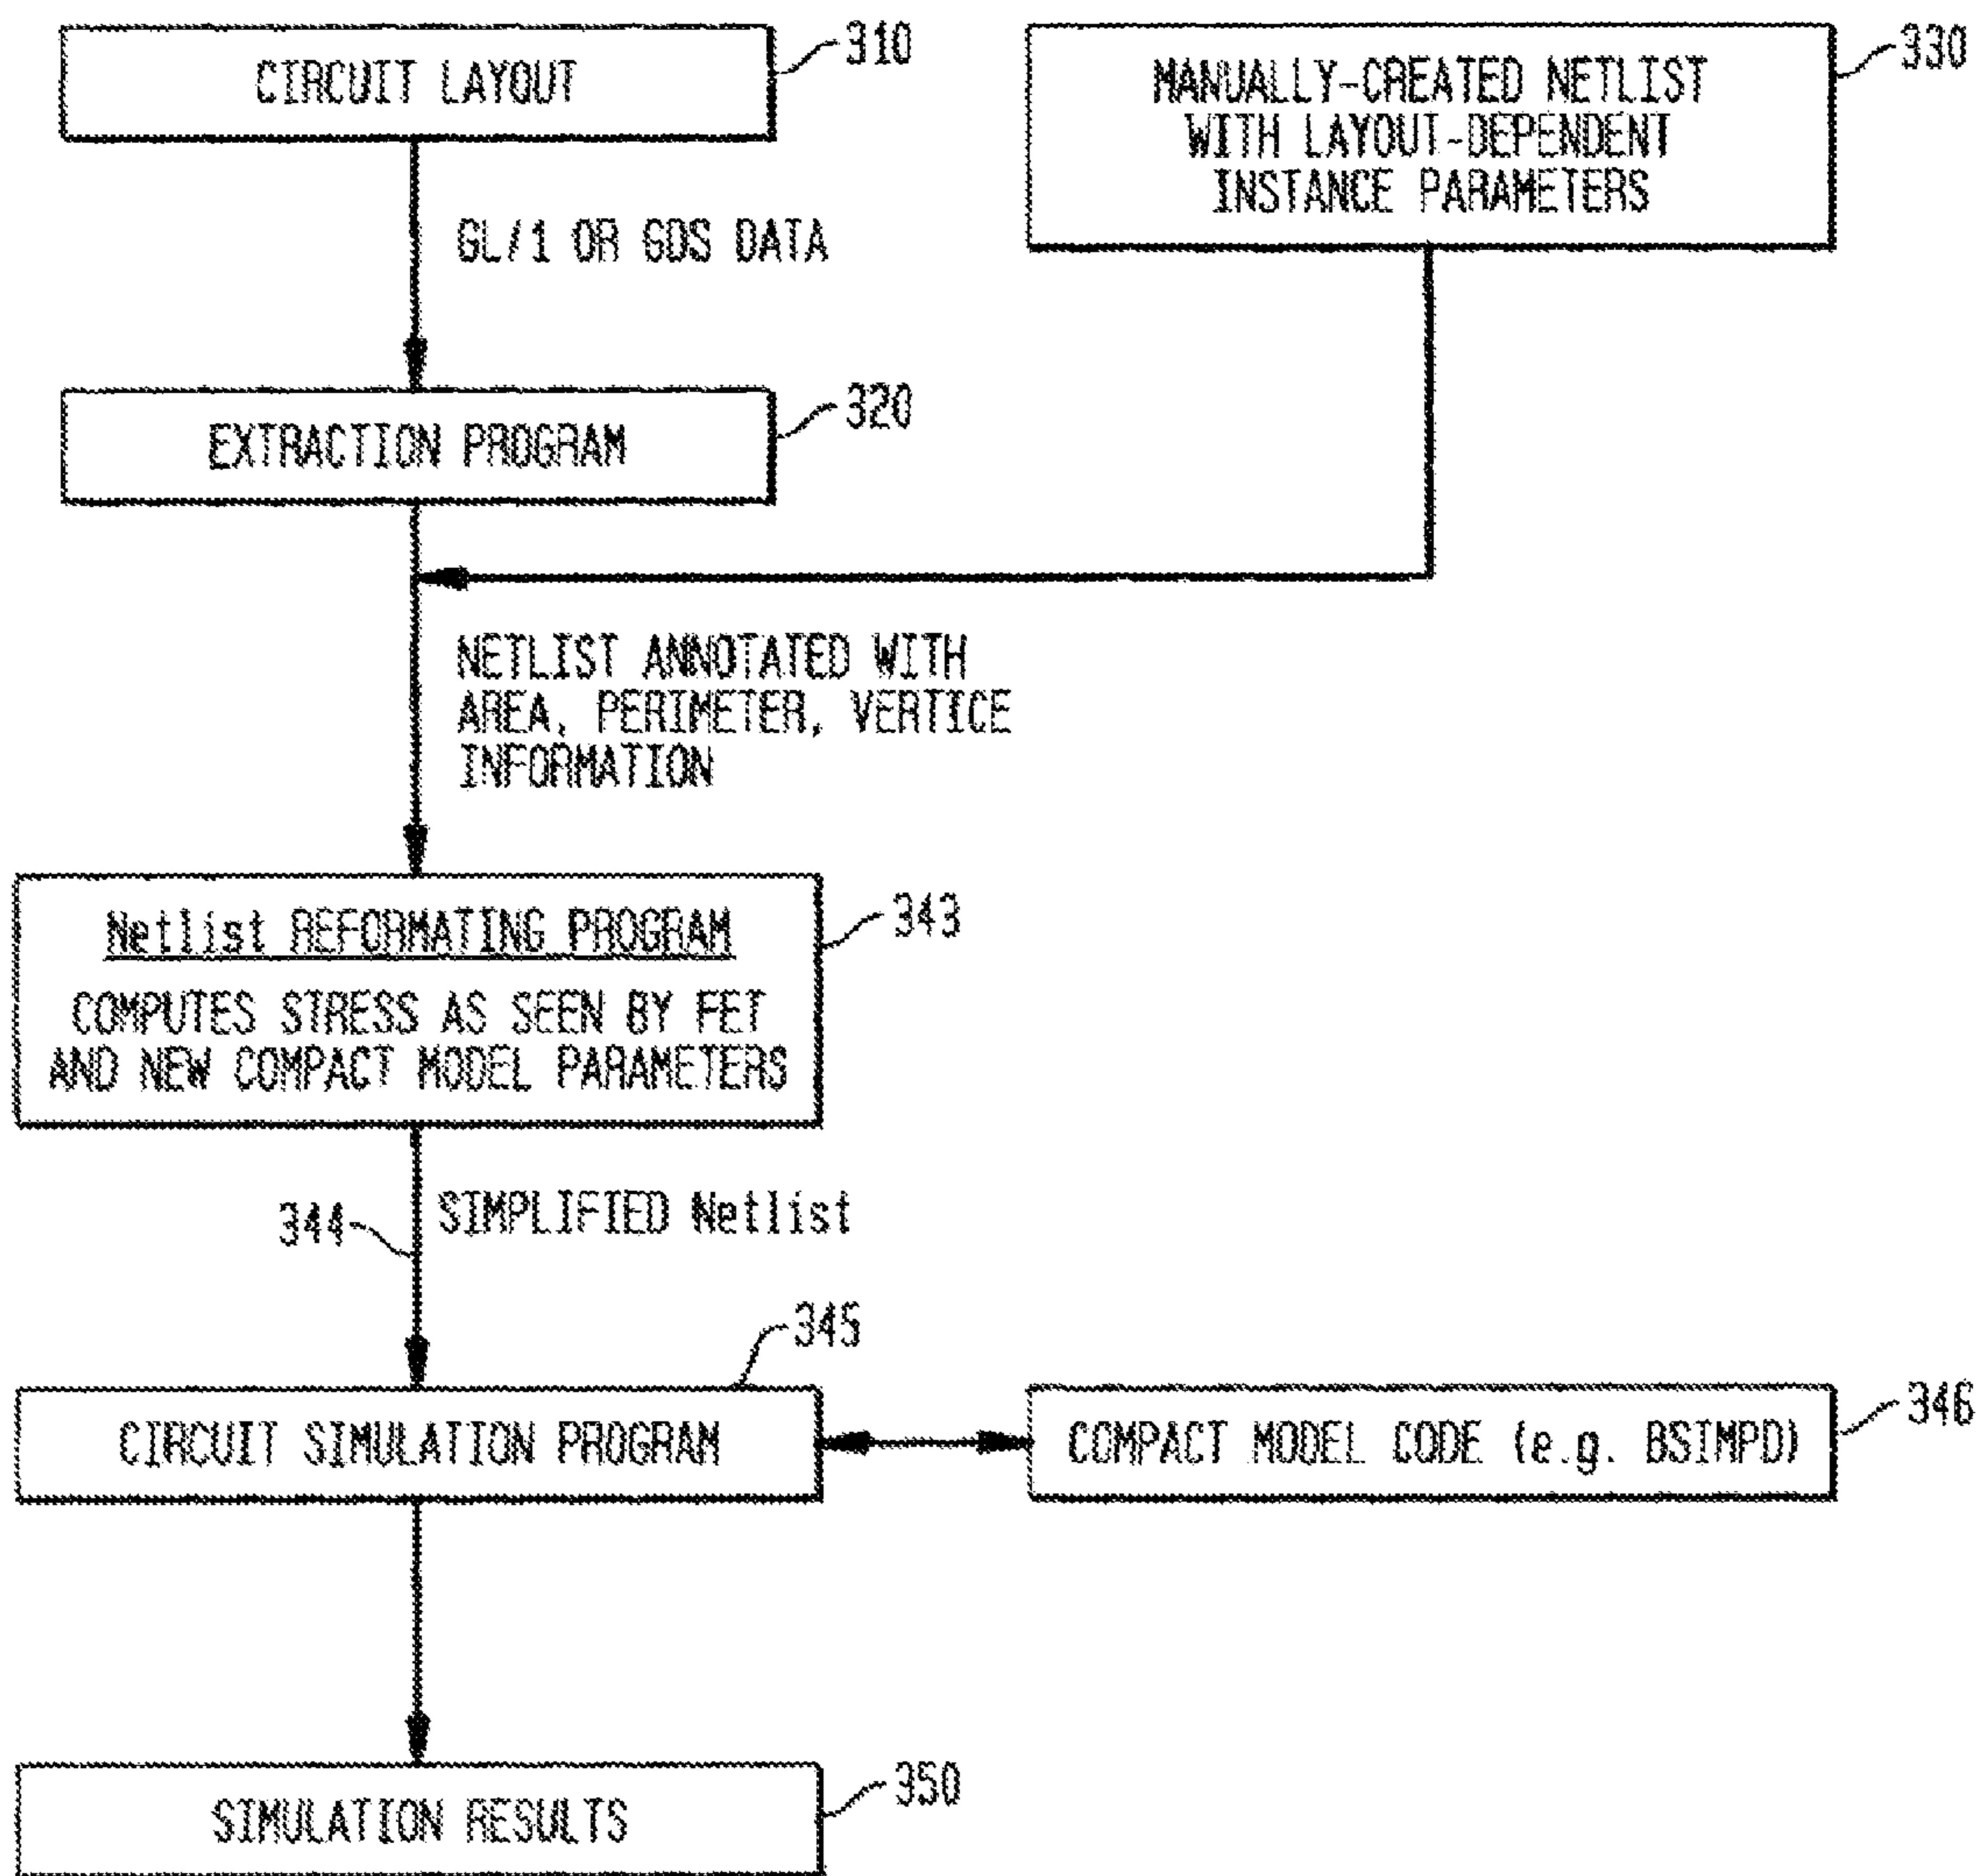 CIRCUIT LAYOUT
310
MANUALLY-CREATED NETLIST
WITH LAYOUT-DEPENDENT
INSTANCE PARAMETERS
330
GL/1 OR GDS DATA
EXTRACTION PROGRAM
320
NETLIST ANNOTATED WITH
AREA, PERIMETER, VERTICE
INFORMATION
Netlist REFORMATING PROGRAM
343
COMPUTES STRESS AS SEEN BY FET
AND NEW COMPACT MODEL PARAMETERS
344
SIMPLIFIED Netlist
345
CIRCUIT SIMULATION PROGRAM
COMPACT MODEL CODE (e.g. BSIMPD)
346
SIMULATION RESULTS
350